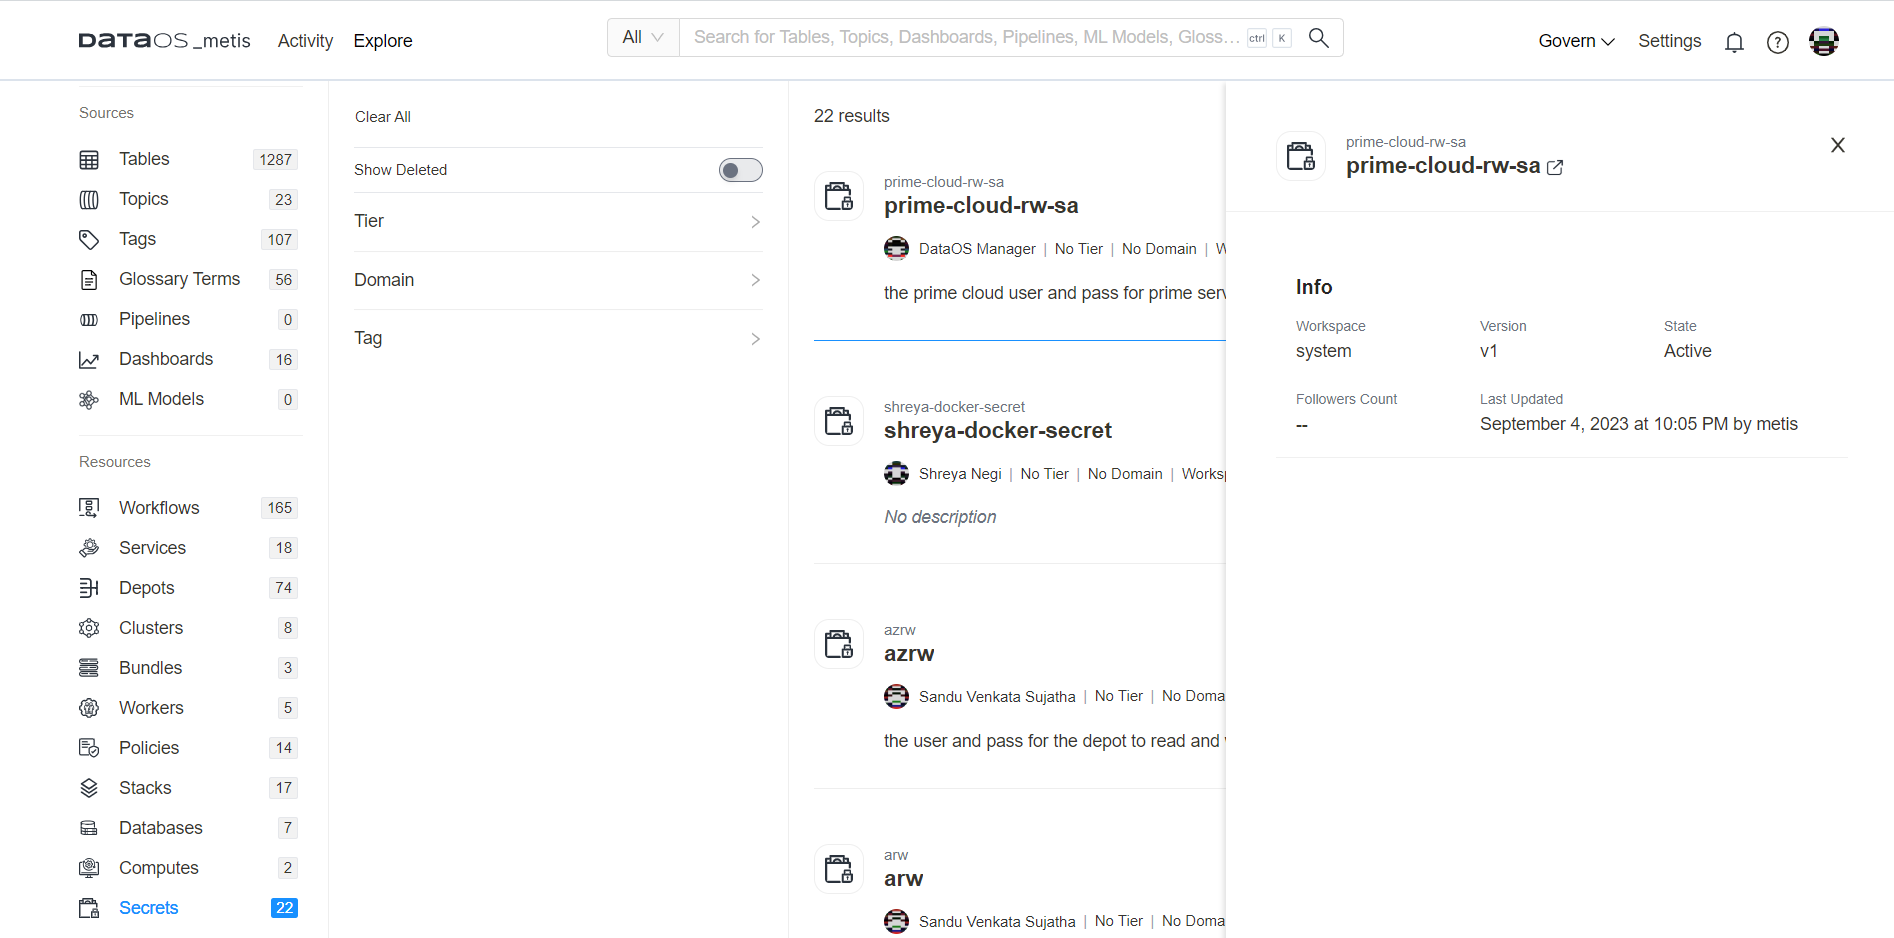 DATAOS _metis
Activity
Explore
All
Search for Tables, Topics, Dashboards, Pipelines, ML Models, Gloss...
ctrl
K
Govern
Settings
Sources
Tables 1287
Topics 23
Tags 107
Glossary Terms 56
Pipelines 0
Dashboards 16
ML Models 0
Resources
Workflows 165
Services 18
Depots 74
Clusters 8
Bundles 3
Workers 5
Policies 14
Stacks 17
Databases 7
Computes 2
Secrets 22
Clear All
Show Deleted
Tier
Domain
Tag
22 results
prime-cloud-rw-sa
prime-cloud-rw-sa
DataOS Manager | No Tier | No Domain | W
the prime cloud user and pass for prime serv
shreya-docker-secret
shreya-docker-secret
Shreya Negi | No Tier | No Domain | Worksp
No description
azrw
azrw
Sandu Venkata Sujatha | No Tier | No Doma
the user and pass for the depot to read and
arw
arw
Sandu Venkata Sujatha | No Tier | No Doma
prime-cloud-rw-sa
prime-cloud-rw-sa
X
Info
Workspace Version State
system v1 Active
Followers Count Last Updated
-- September 4, 2023 at 10:05 PM by metis